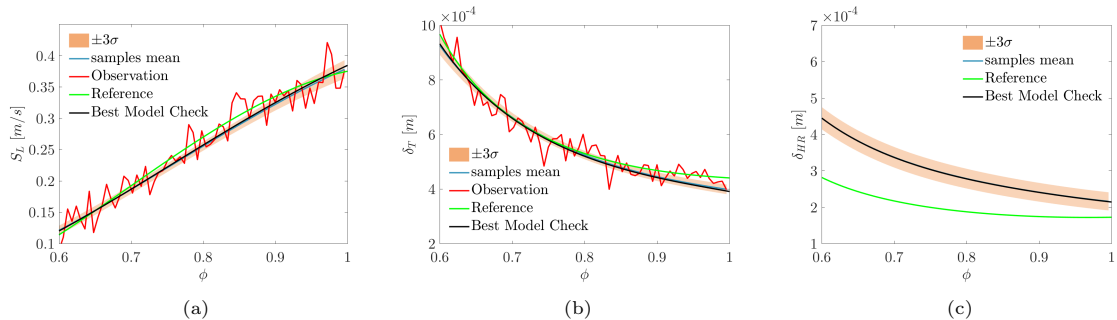 0.4
0.35
0.3
0.25
0.2
0.15
0.1
S_L [m/s]
±3σ
samples mean
Observation
Reference
Best Model Check
0.6 0.7 0.8 0.9 1
ϕ
(a)
10 ×10⁻⁴
8
6
4
2
δ_T [m]
±3σ
samples mean
Observation
Reference
Best Model Check
0.6 0.7 0.8 0.9 1
ϕ
(b)
7 ×10⁻⁴
6
5
4
3
2
1
δ_HR [m]
±3σ
samples mean
Reference
Best Model Check
0.6 0.7 0.8 0.9 1
ϕ
(c)